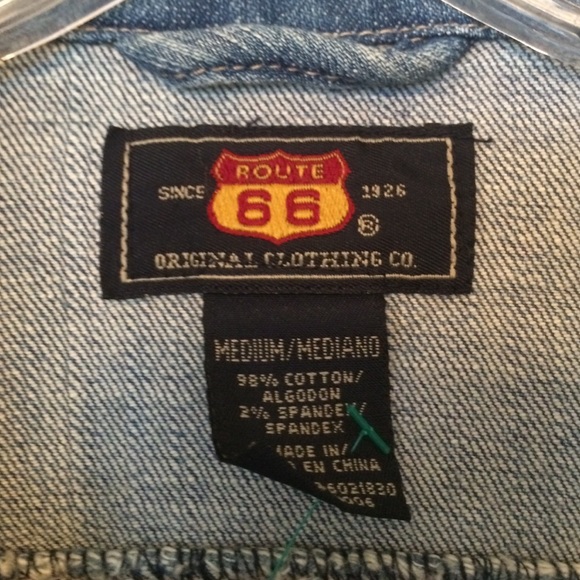 ROUTE
SINCE 66 1926
®
ORIGINAL CLOTHING CO.
MEDIUM/MEDIANO
98% COTTON/
ALGODON
2% SPANDEX/
SPANDEX
MADE IN/
EN CHINA
6021830